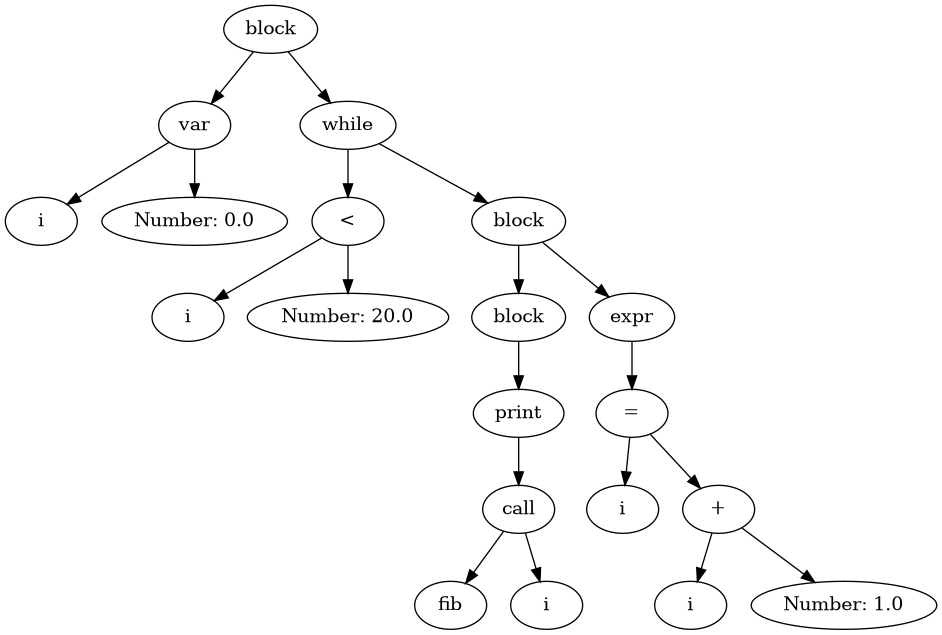 block
var
while
i
Number: 0.0
<
block
i
Number: 20.0
block
expr
print
=
call
i
+
fib
i
i
Number: 1.0